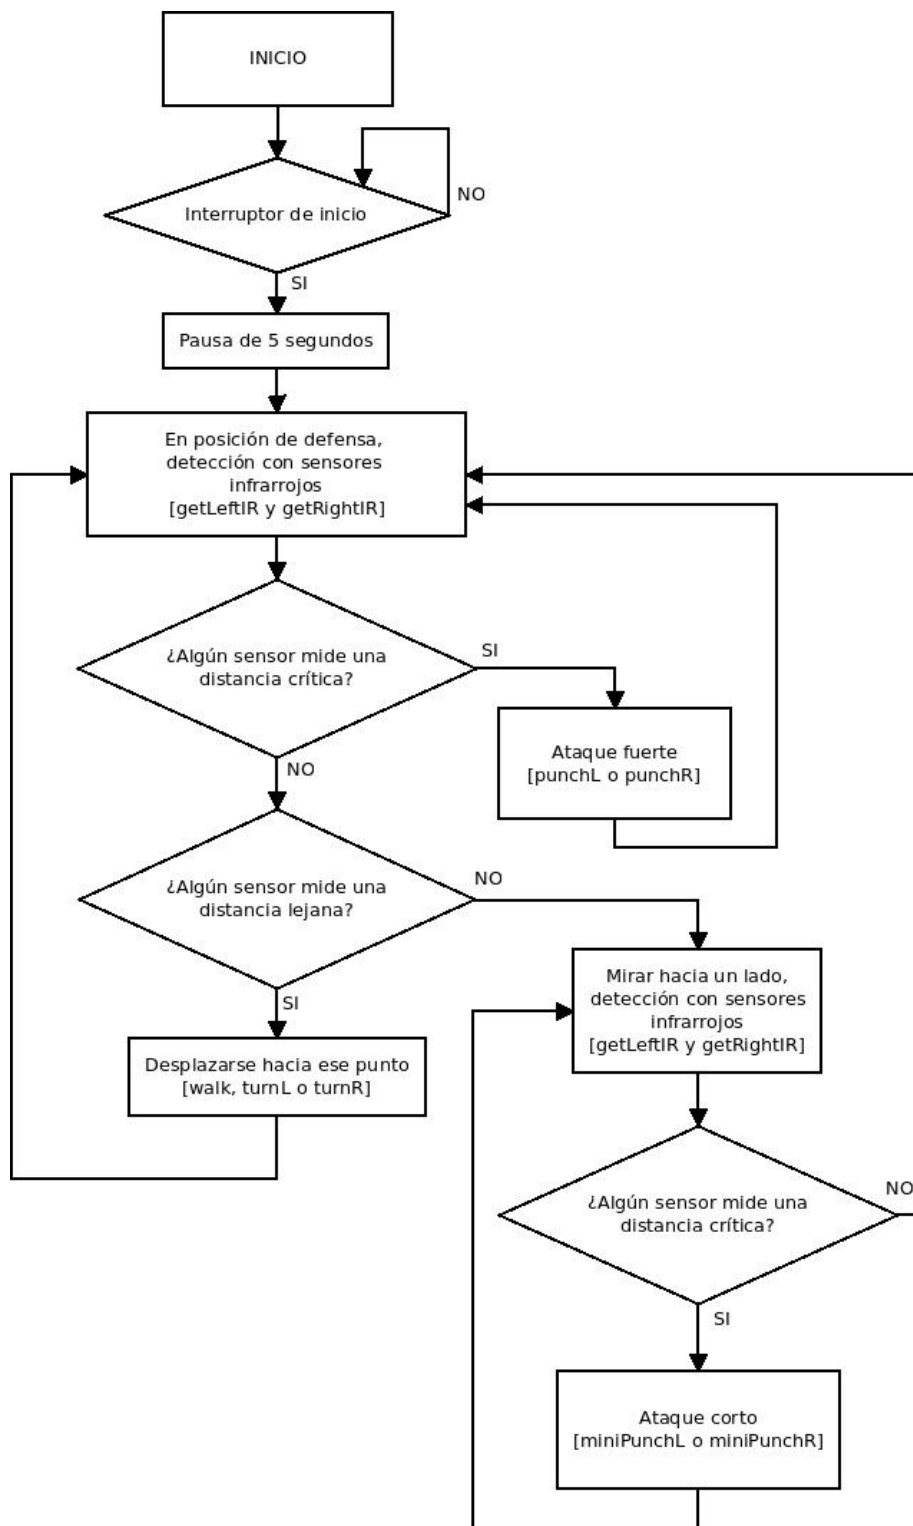 INICIO
NO
Interruptor de inicio
SI
Pausa de 5 segundos
En posición de defensa,
detección con sensores
infrarrojos
[getLeftIR y getRightIR]
¿Algún sensor mide una
distancia crítica?
SI
Ataque fuerte
[punchL o punchR]
NO
¿Algún sensor mide una
distancia lejana?
NO
Mirar hacia un lado,
detección con sensores
infrarrojos
[getLeftIR y getRightIR]
SI
Desplazarse hacia ese punto
[walk, turnL o turnR]
¿Algún sensor mide una
distancia crítica?
NO
SI
Ataque corto
[miniPunchL o miniPunchR]